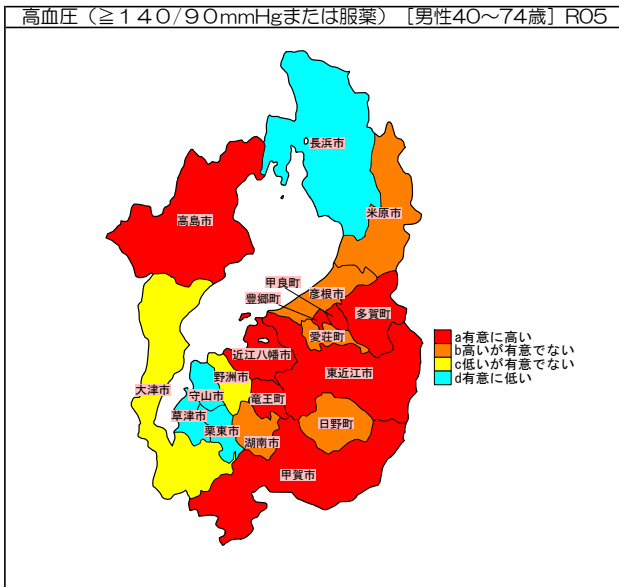 高血圧（≧１４０/９０mmHgまたは服薬）［男性40～74歳］R05
長浜市
高島市
米原市
甲良町
豊郷町
彦根市
多賀町
愛荘町
近江八幡市
東近江市
野洲市
大津市
守山市
竜王町
草津市
栗東市
日野町
湖南市
甲賀市
a有意に高い
b高いが有意でない
c低いが有意でない
d有意に低い